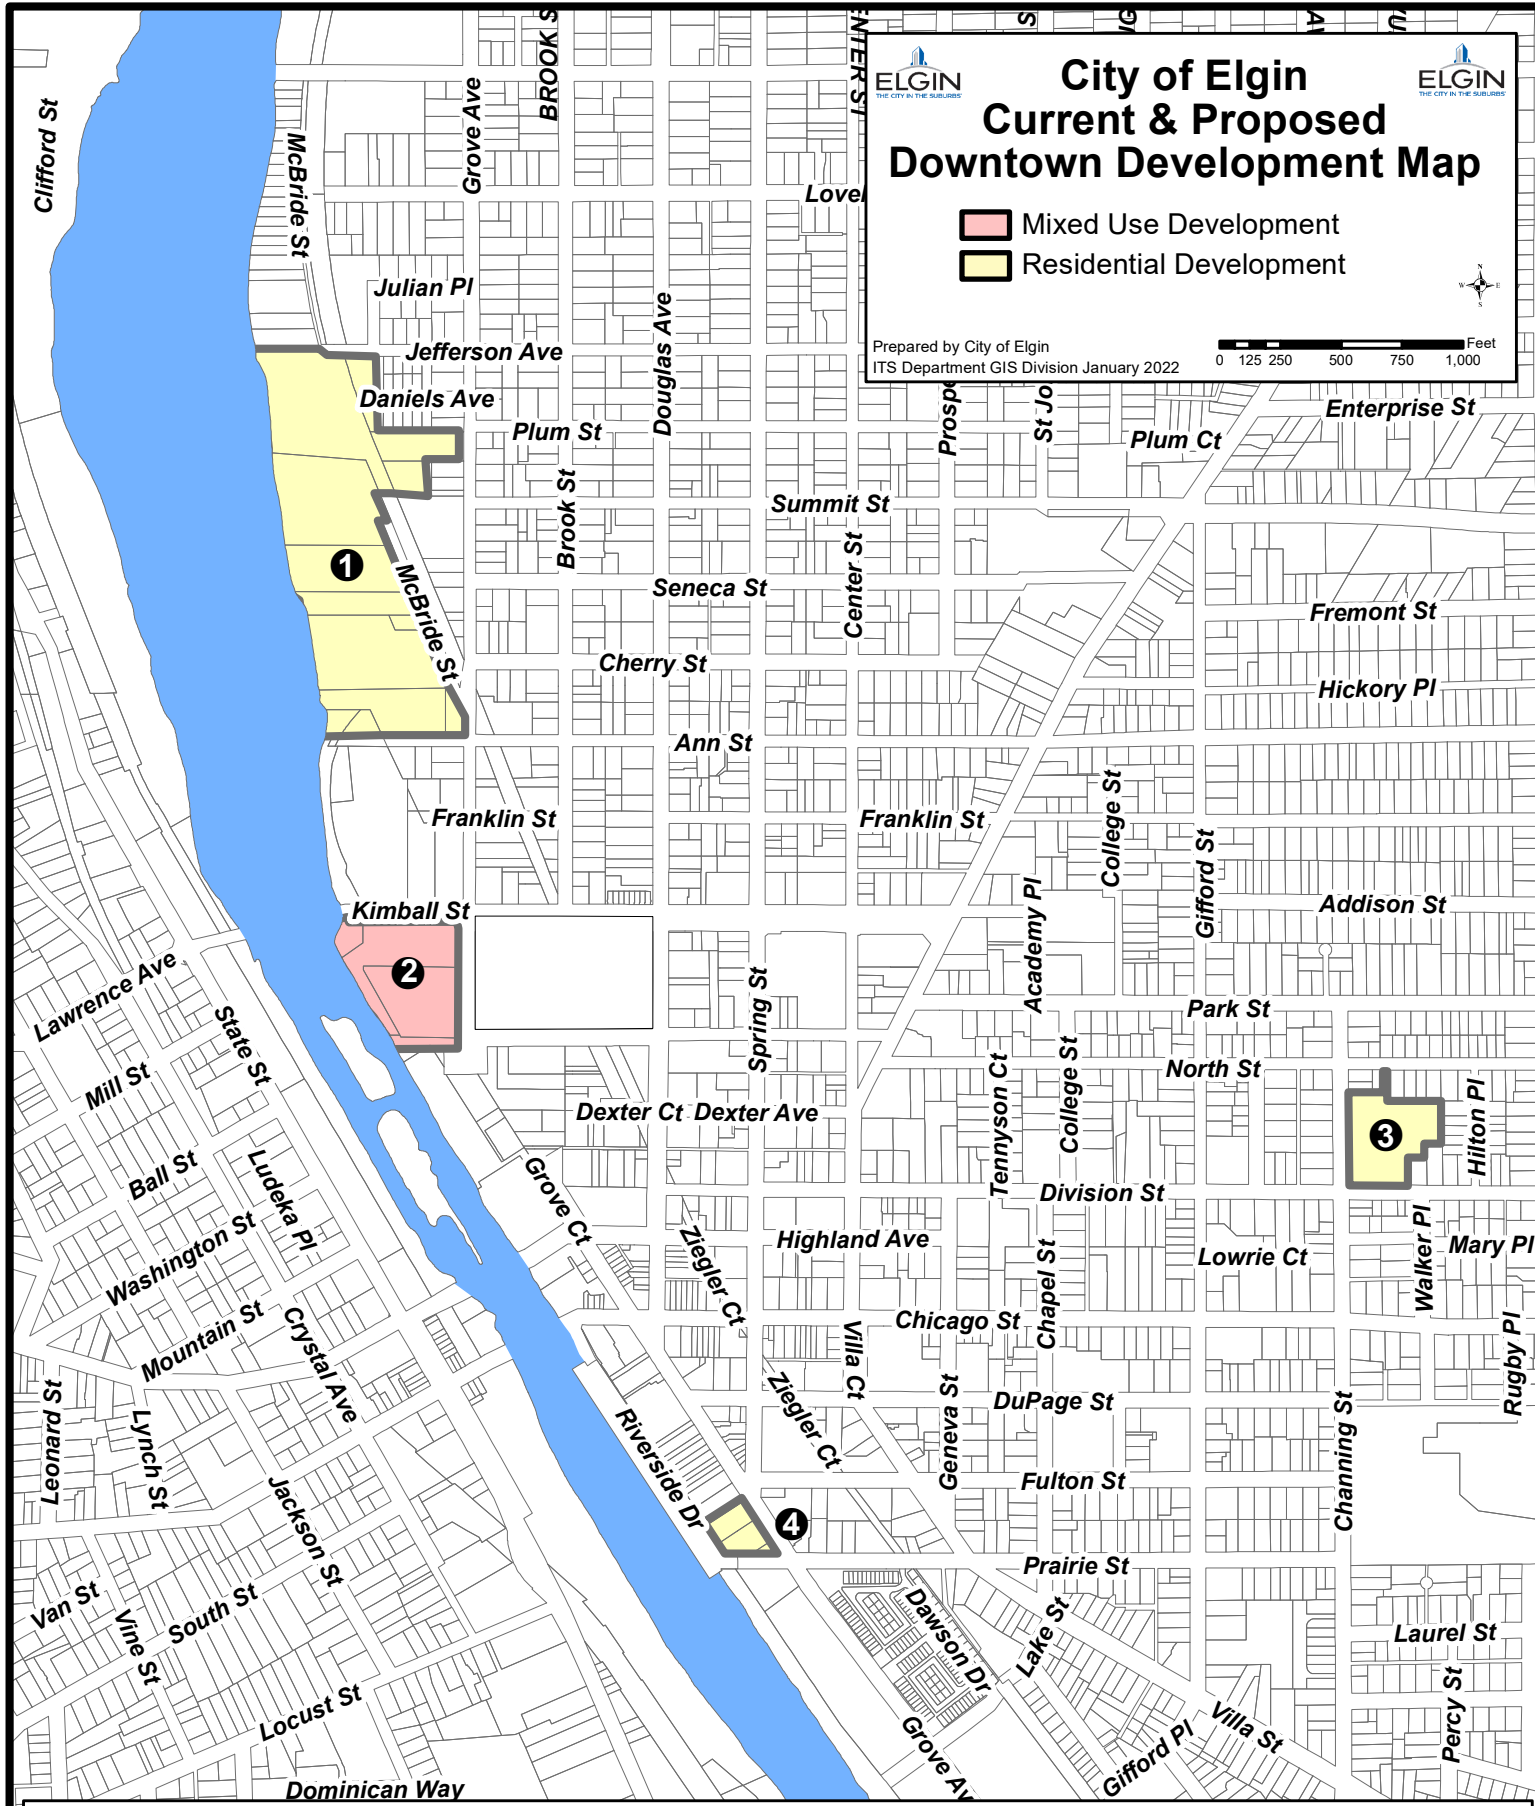 ELGIN
THE CITY IN THE SUBURBS
City of Elgin
Current & Proposed
Downtown Development Map
ELGIN
THE CITY IN THE SUBURBS
Mixed Use Development
Residential Development
N
W
E
S
Prepared by City of Elgin
ITS Department GIS Division January 2022
Feet
0 125 250 500 750 1,000
BROOK S
ENTER ST
S
AV
Clifford St
McBride St
Grove Ave
Lovel
Julian Pl
Jefferson Ave
Douglas Ave
Daniels Ave
Plum St
Prospe
St Jo
Plum Ct
Enterprise St
Brook St
Summit St
Center St
1
McBride St
Seneca St
Fremont St
Cherry St
Hickory Pl
Ann St
College St
Franklin St
Franklin St
Gifford St
Academy Pl
Addison St
Kimball St
2
Lawrence Ave
State St
Spring St
Park St
Mill St
Tennyson Ct
College St
North St
Dexter Ct
Dexter Ave
3
Hilton Pl
Ball St
Ludeka Pl
Grove Ct
Division St
Washington St
Ziegler Ct
Highland Ave
Chapel St
Lowrie Ct
Walker Pl
Mary Pl
Mountain St
Crystal Ave
Chicago St
Villa Ct
Rugby Pl
Leonard St
Lynch St
Riverside Dr
Ziegler Ct
Geneva St
DuPage St
Channing St
Jackson St
Fulton St
4
Prairie St
Van St
Vine St
South St
Dawson Dr
Lake St
Laurel St
Percy St
Locust St
Grove Av
Gifford Pl
Villa St
Dominican Way